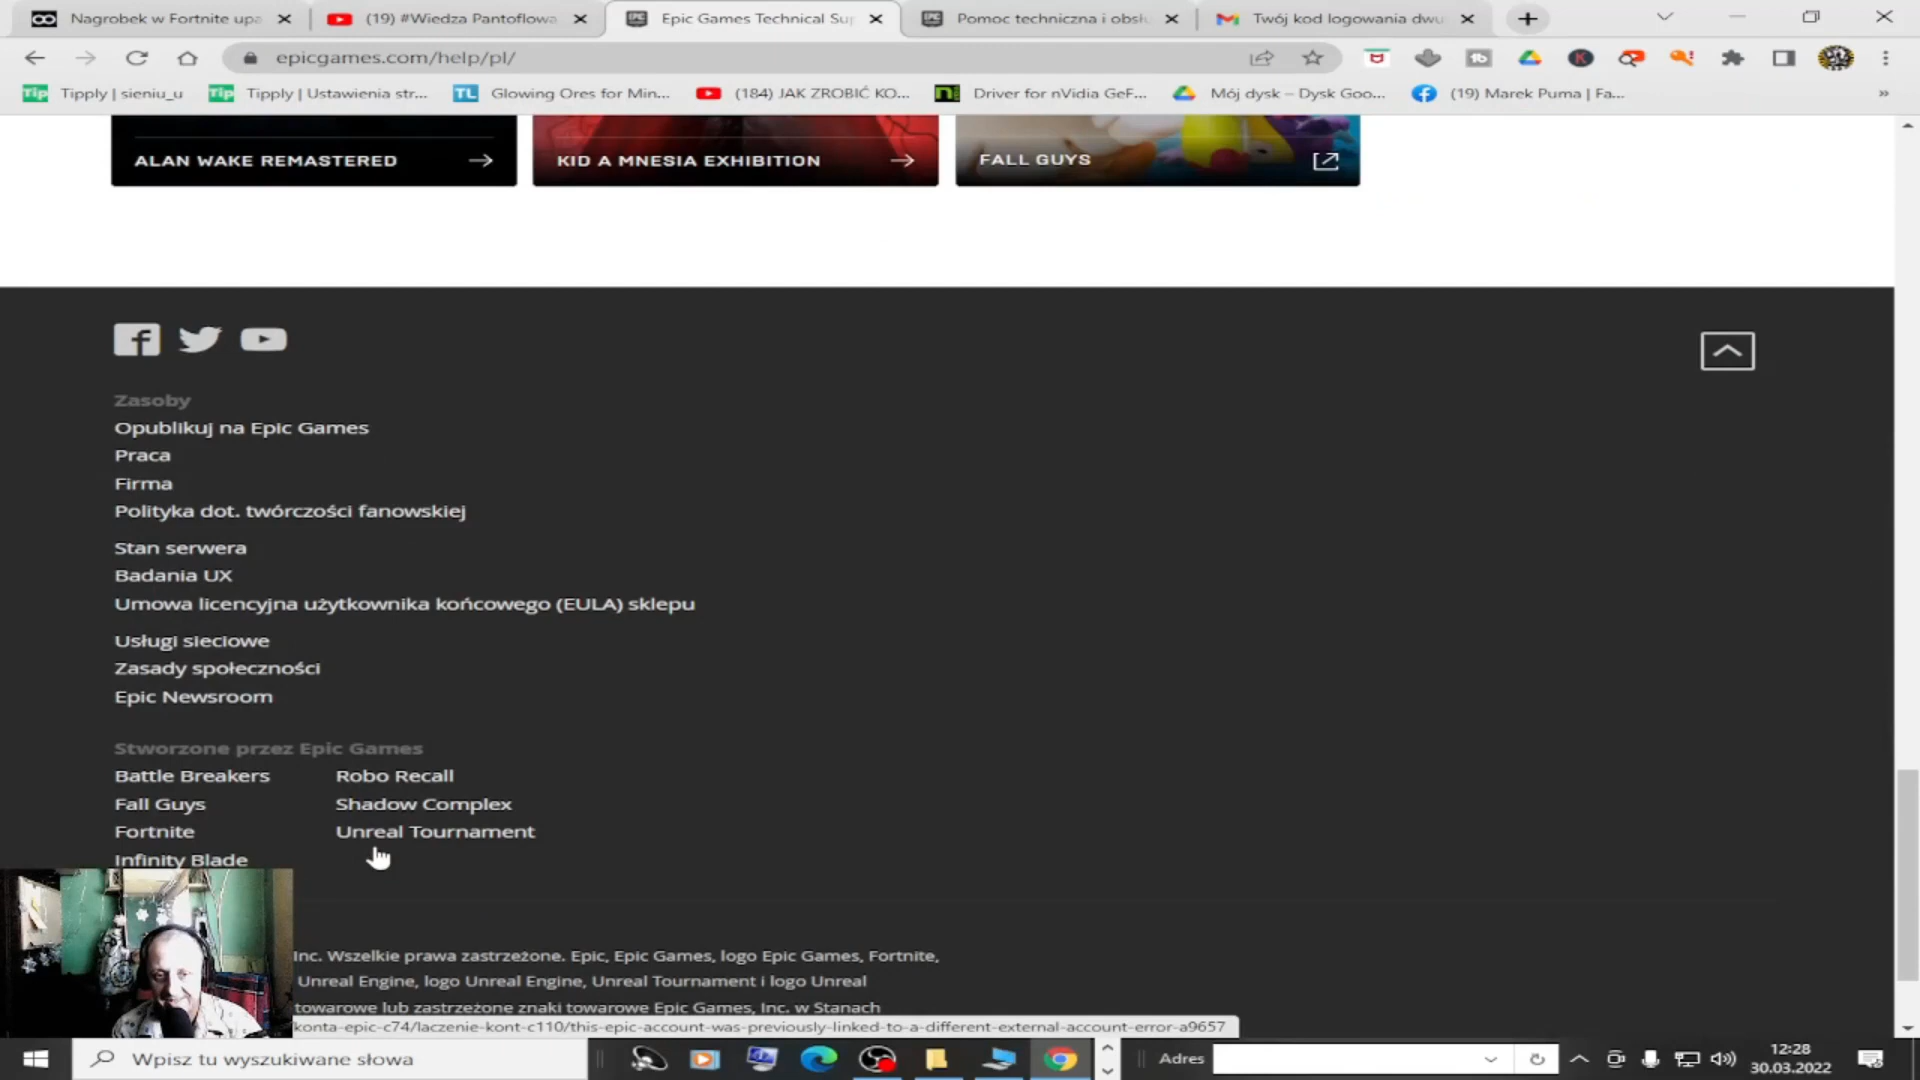 Nagrobek w Fortnite upa
(19) #Wiedza Pantoflowa
Epic Games Technical Su
Pomoc techniczna i obsłu
Twój kod logowania dwu
epicgames.com/help/pl/
Tip Tipply | sieniu_u
Tip Tipply | Ustawienia str...
TL Glowing Ores for Min...
(184) JAK ZROBIĆ KO...
Driver for nVidia GeF...
Mój dysk – Dysk Goo...
(19) Marek Puma | Fa...
»
ALAN WAKE REMASTERED
KID A MNESIA EXHIBITION
FALL GUYS
Zasoby
Opublikuj na Epic Games
Praca
Firma
Polityka dot. twórczości fanowskiej
Stan serwera
Badania UX
Umowa licencyjna użytkownika końcowego (EULA) sklepu
Usługi sieciowe
Zasady społeczności
Epic Newsroom
Stworzone przez Epic Games
Battle Breakers Robo Recall
Fall Guys Shadow Complex
Fortnite Unreal Tournament
Infinity Blade
Inc. Wszelkie prawa zastrzeżone. Epic, Epic Games, logo Epic Games, Fortnite,
Unreal Engine, logo Unreal Engine, Unreal Tournament i logo Unreal
towarowe lub zastrzeżone znaki towarowe Epic Games, Inc. w Stanach
konta-epic-c74/laczenie-kont-c110/this-epic-account-was-previously-linked-to-a-different-external-account-error-a9657
Wpisz tu wyszukiwane słowa
Adres
12:28
30.03.2022